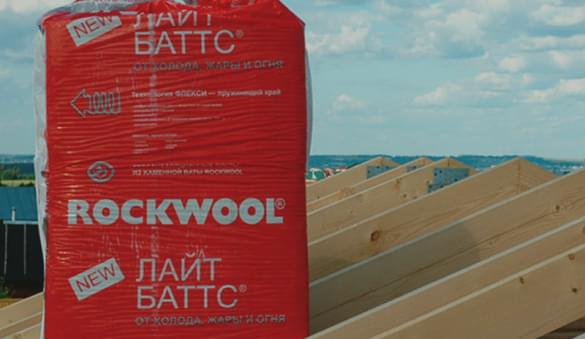 NEW
ЛАЙТ
БАТТС®
ОТ ХОЛОДА, ЖАРЫ И ОГНЯ
Технология ФЛЕКСИ — пружинящий край
ИЗ КАМЕННОЙ ВАТЫ ROCKWOOL
ROCKWOOL®
NEW
ЛАЙТ
БАТТС®
ОТ ХОЛОДА, ЖАРЫ И ОГНЯ